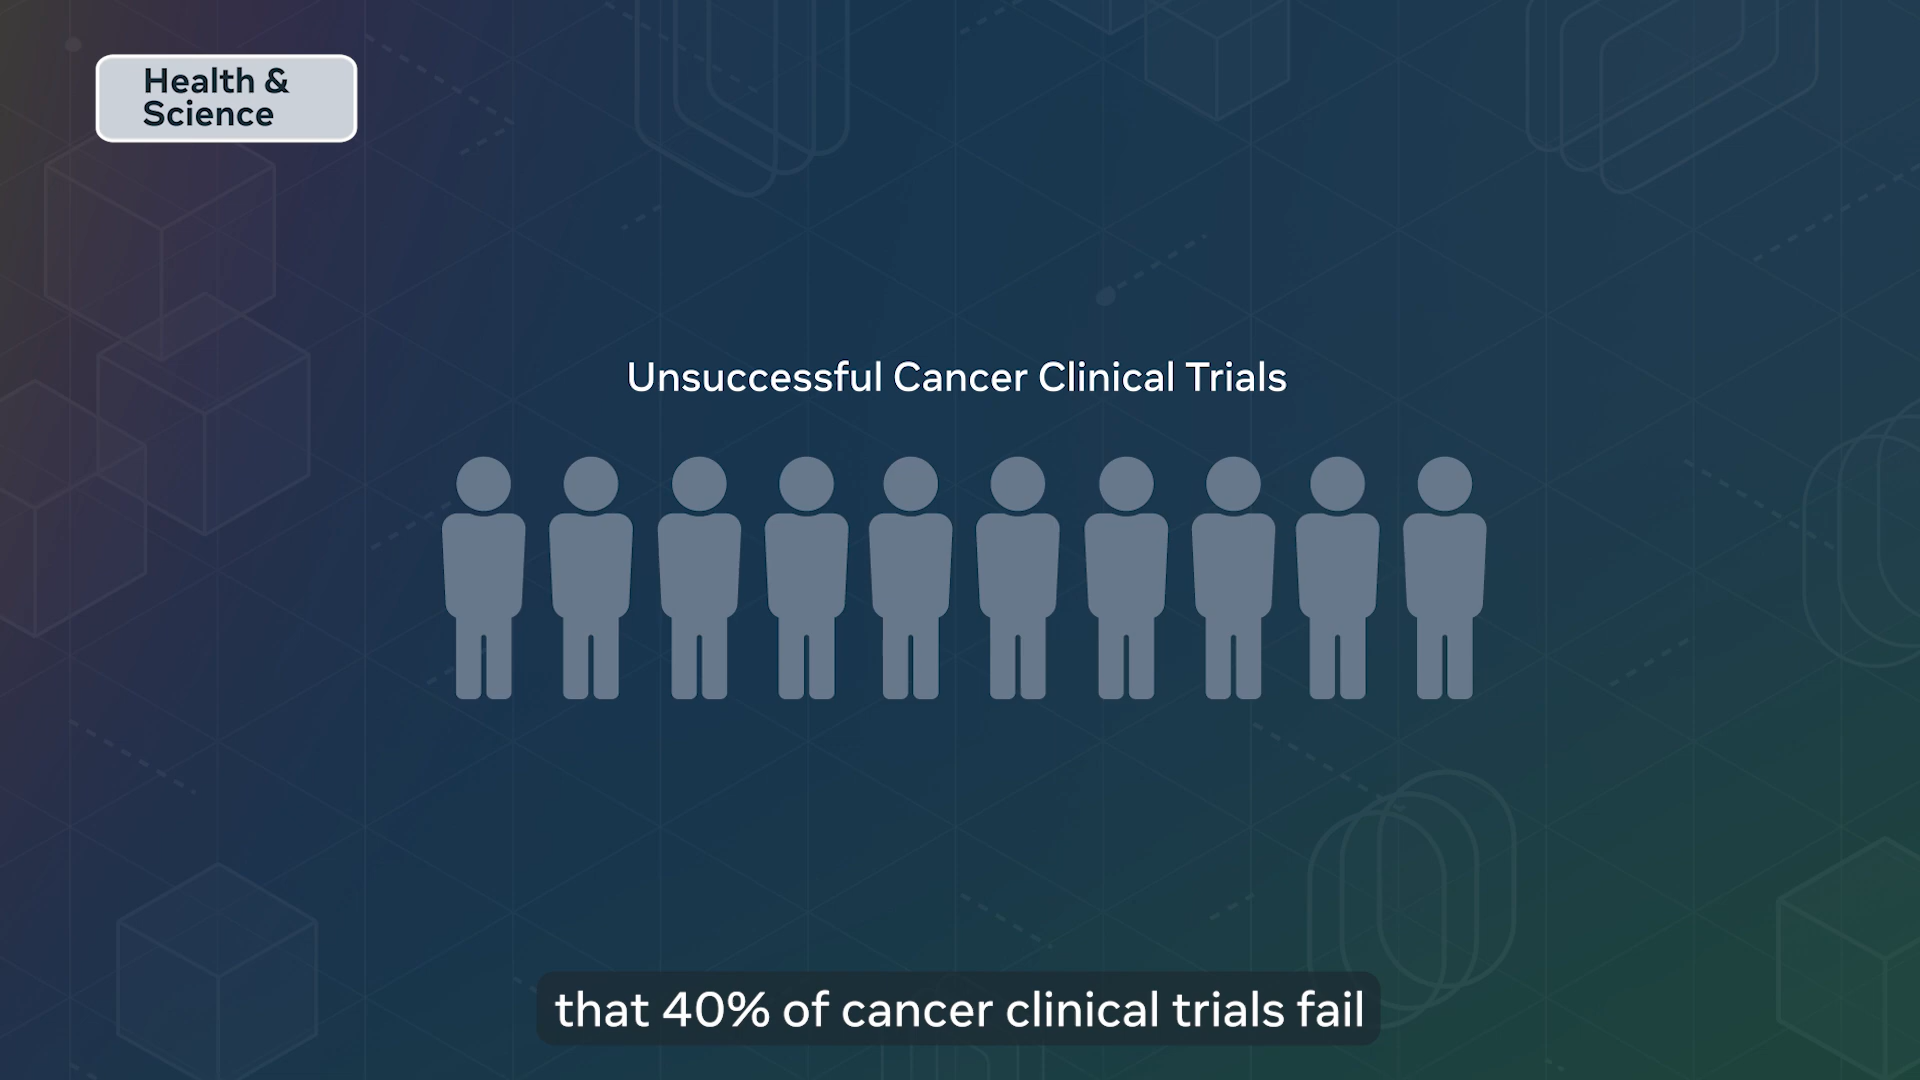 Health &
Science
Unsuccessful Cancer Clinical Trials
that 40% of cancer clinical trials fail